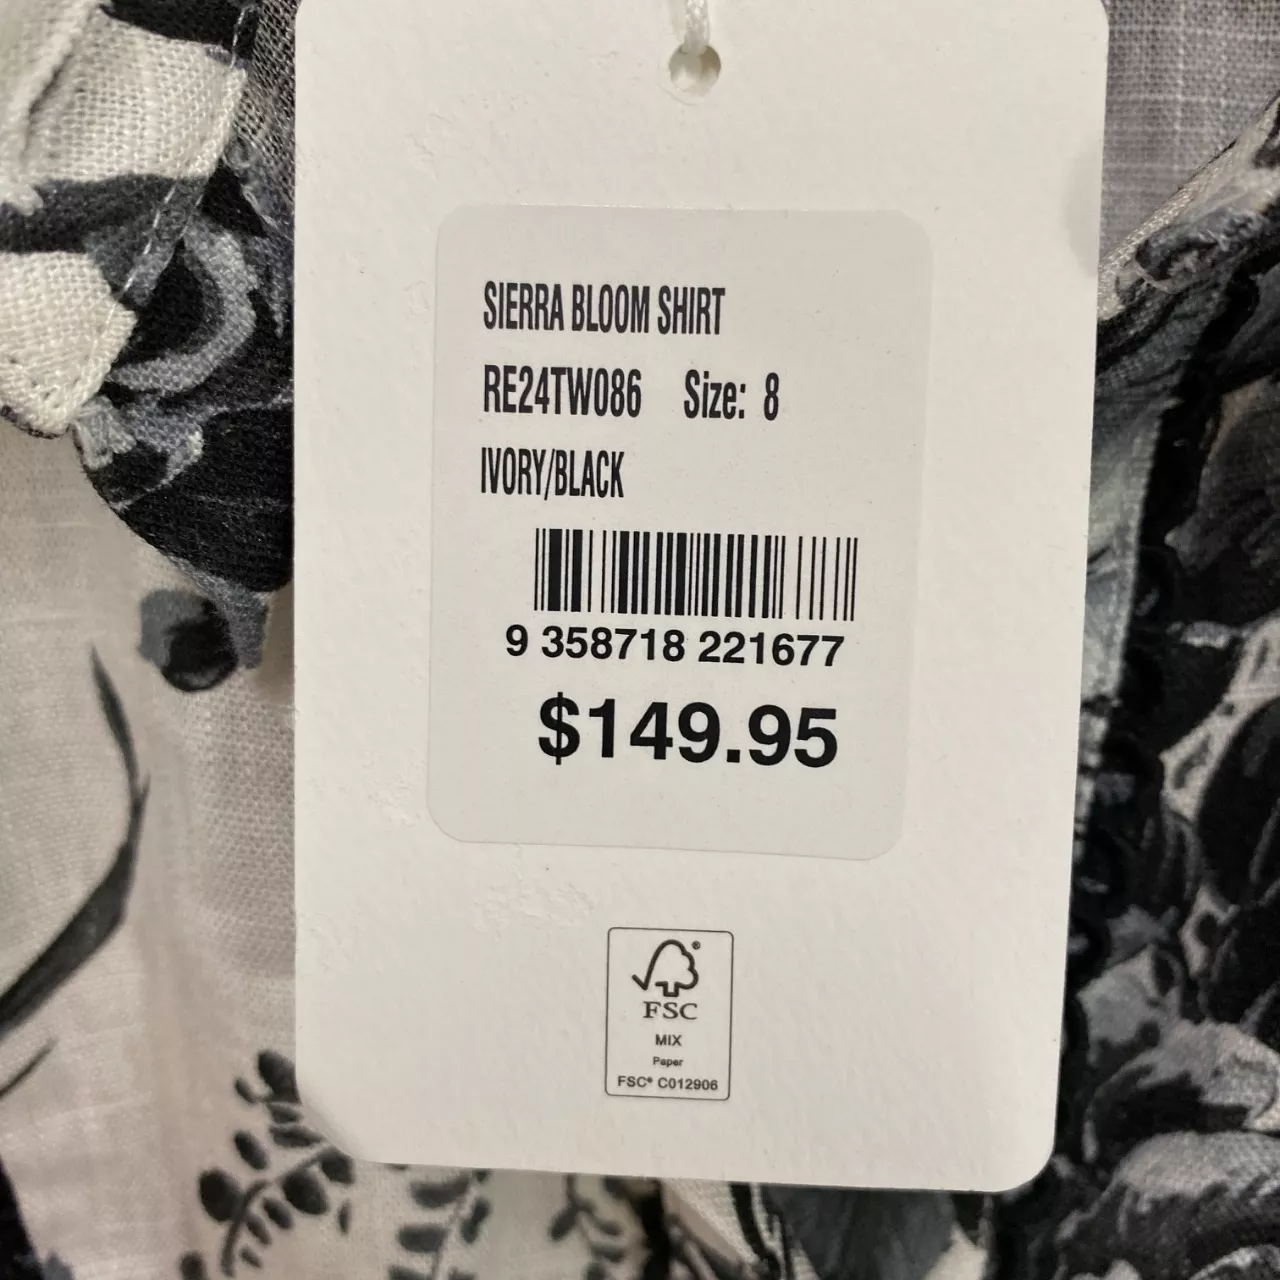 SIERRA BLOOM SHIRT
RE24TW086 Size: 8
IVORY/BLACK
9 358718 221677
$149.95
®
FSC
MIX
Paper
FSC® C012906